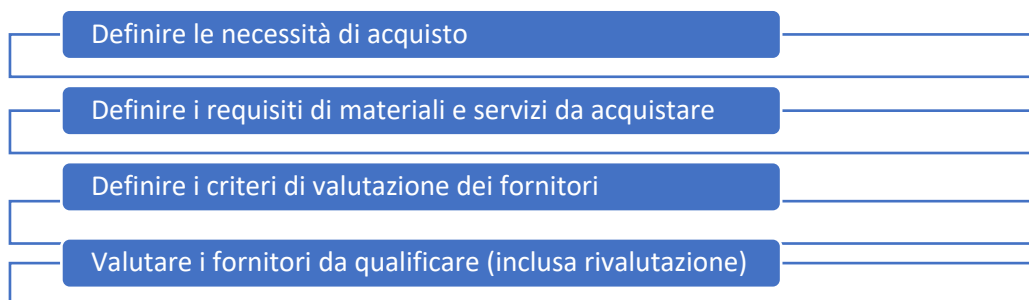 Definire le necessità di acquisto
Definire i requisiti di materiali e servizi da acquistare
Definire i criteri di valutazione dei fornitori
Valutare i fornitori da qualificare (inclusa rivalutazione)